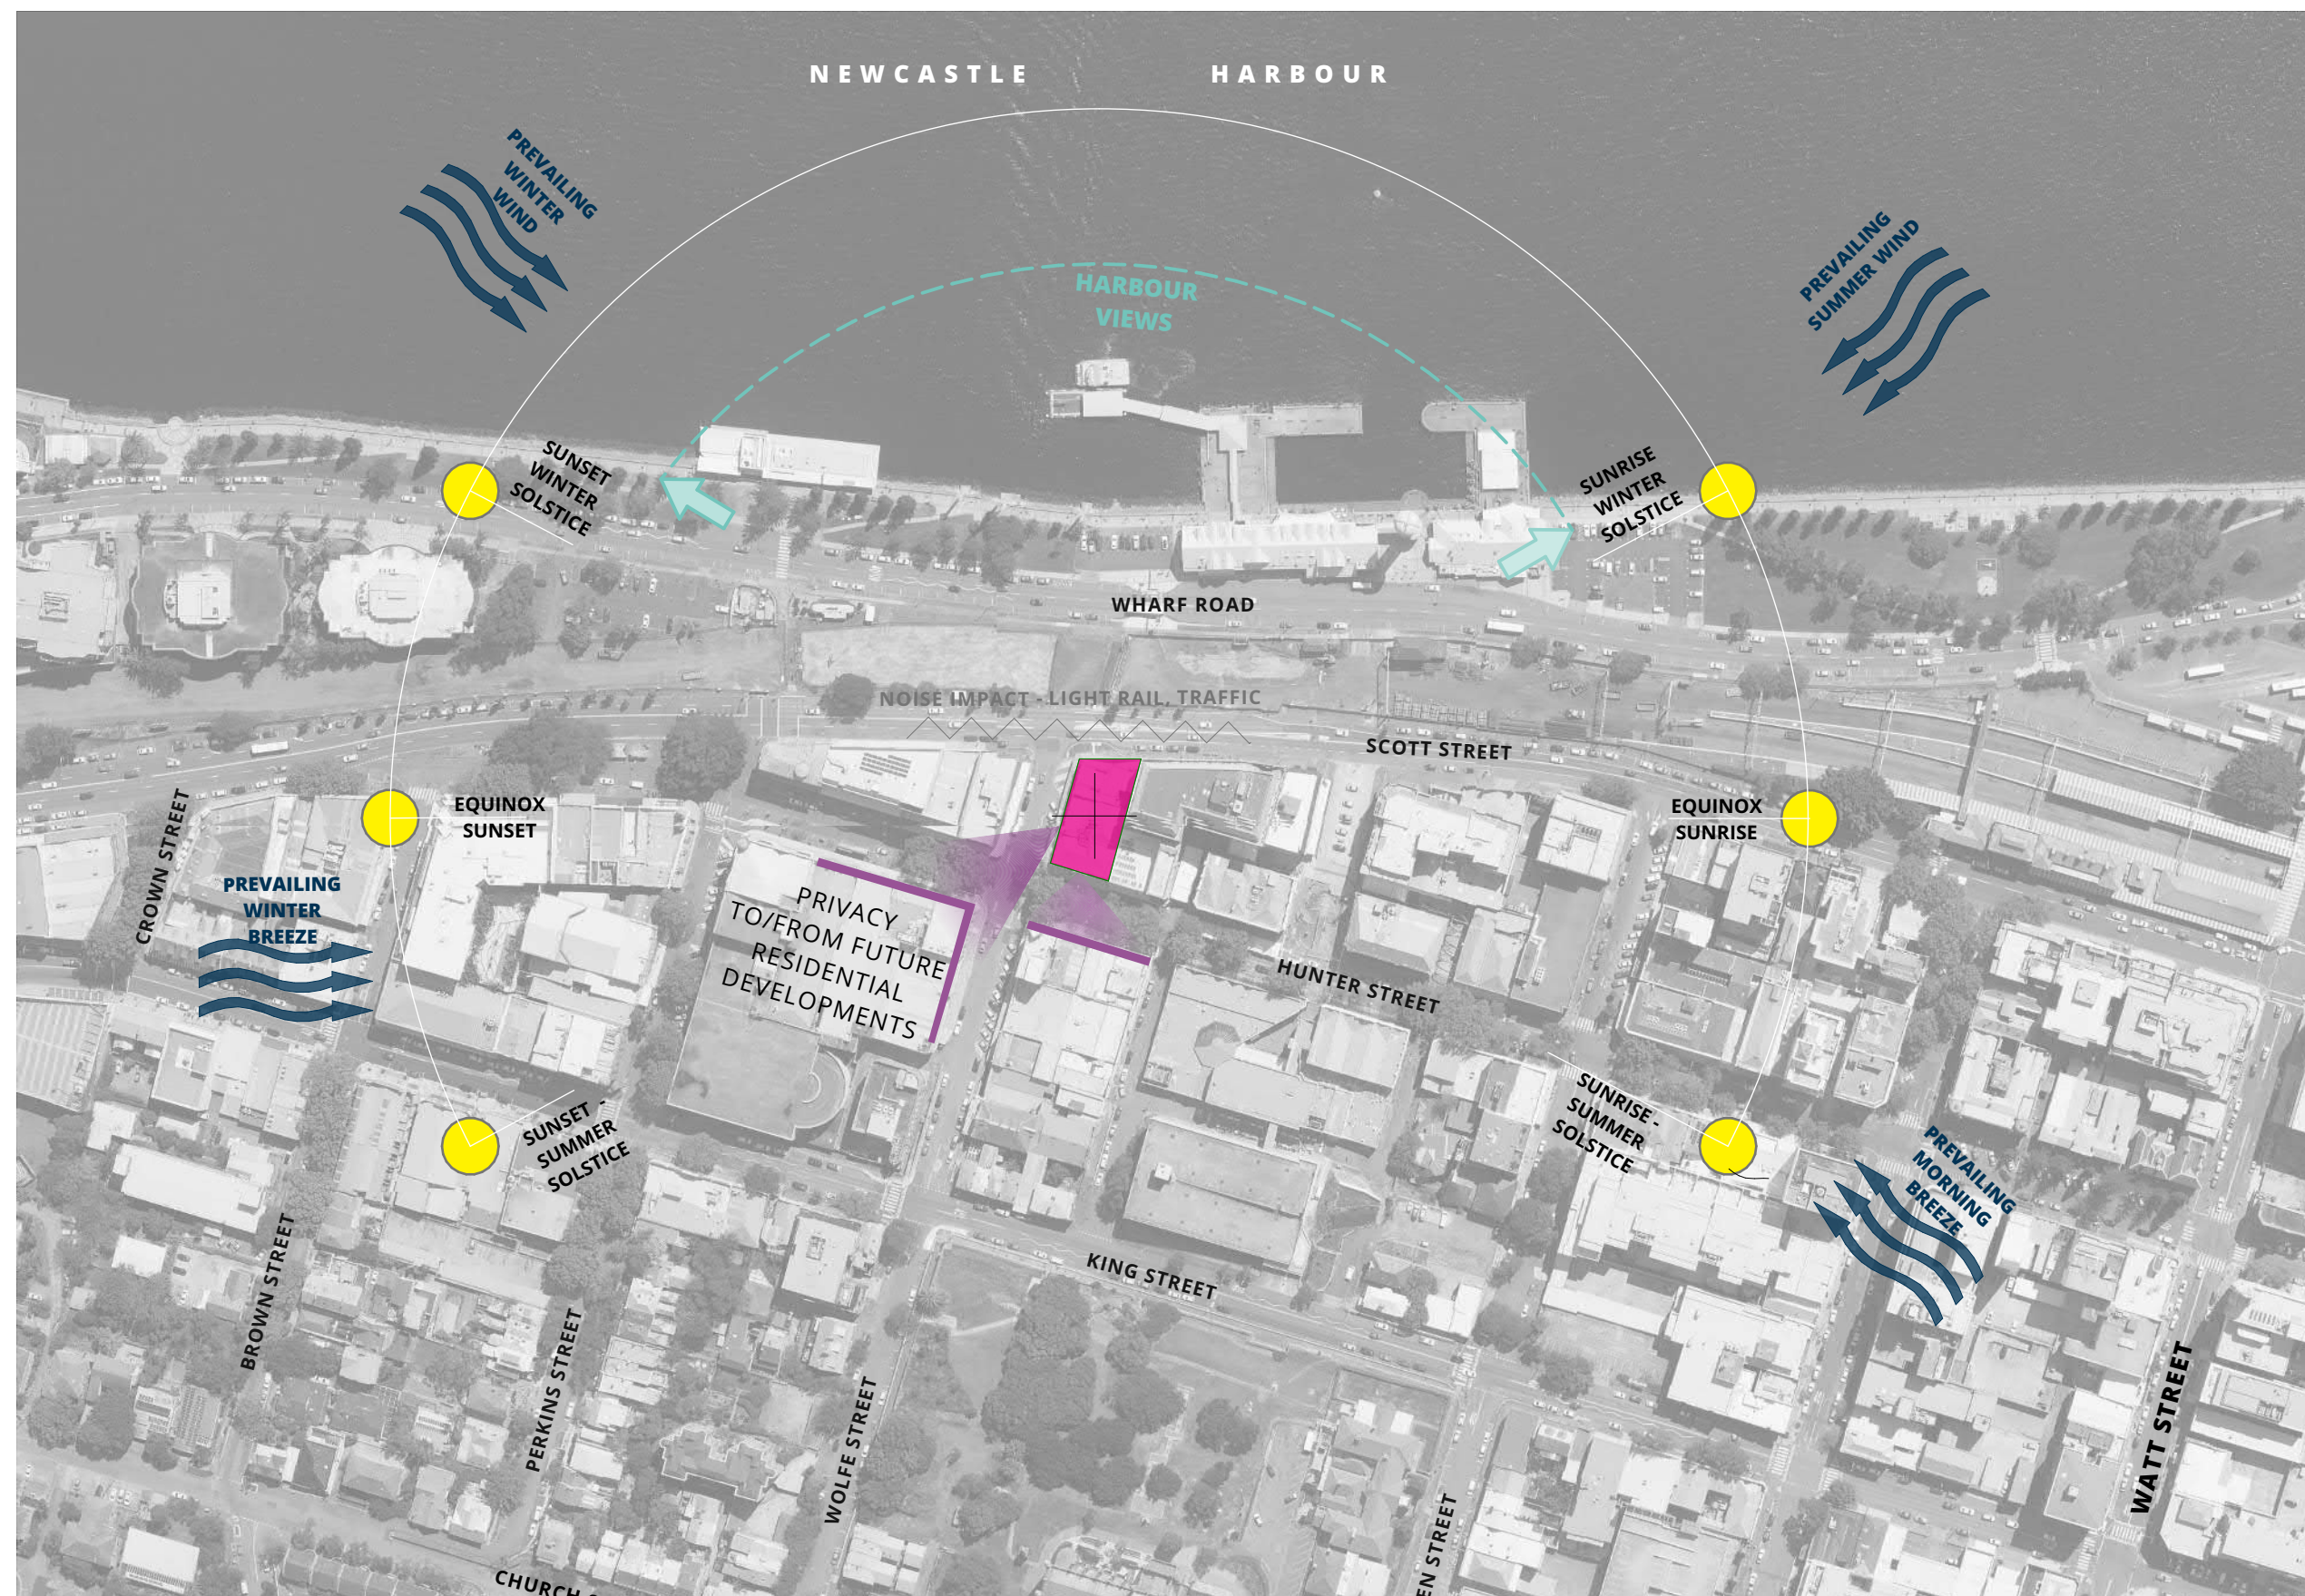 NEWCASTLE HARBOUR
PREVAILING
WINTER
WIND
PREVAILING
SUMMER WIND
HARBOUR
VIEWS
SUNSET
WINTER
SOLSTICE
SUNRISE
WINTER
SOLSTICE
WHARF ROAD
NOISE IMPACT - LIGHT RAIL, TRAFFIC
SCOTT STREET
EQUINOX
SUNSET
EQUINOX
SUNRISE
CROWN STREET
PREVAILING
WINTER
BREEZE
PRIVACY
TO/FROM FUTURE
RESIDENTIAL
DEVELOPMENTS
HUNTER STREET
SUNSET -
SUMMER
SOLSTICE
SUNRISE -
SUMMER
SOLSTICE
PREVAILING
MORNING
BREEZE
KING STREET
BROWN STREET
PERKINS STREET
WOLFE STREET
WATT STREET
EN STREET
CHURCH